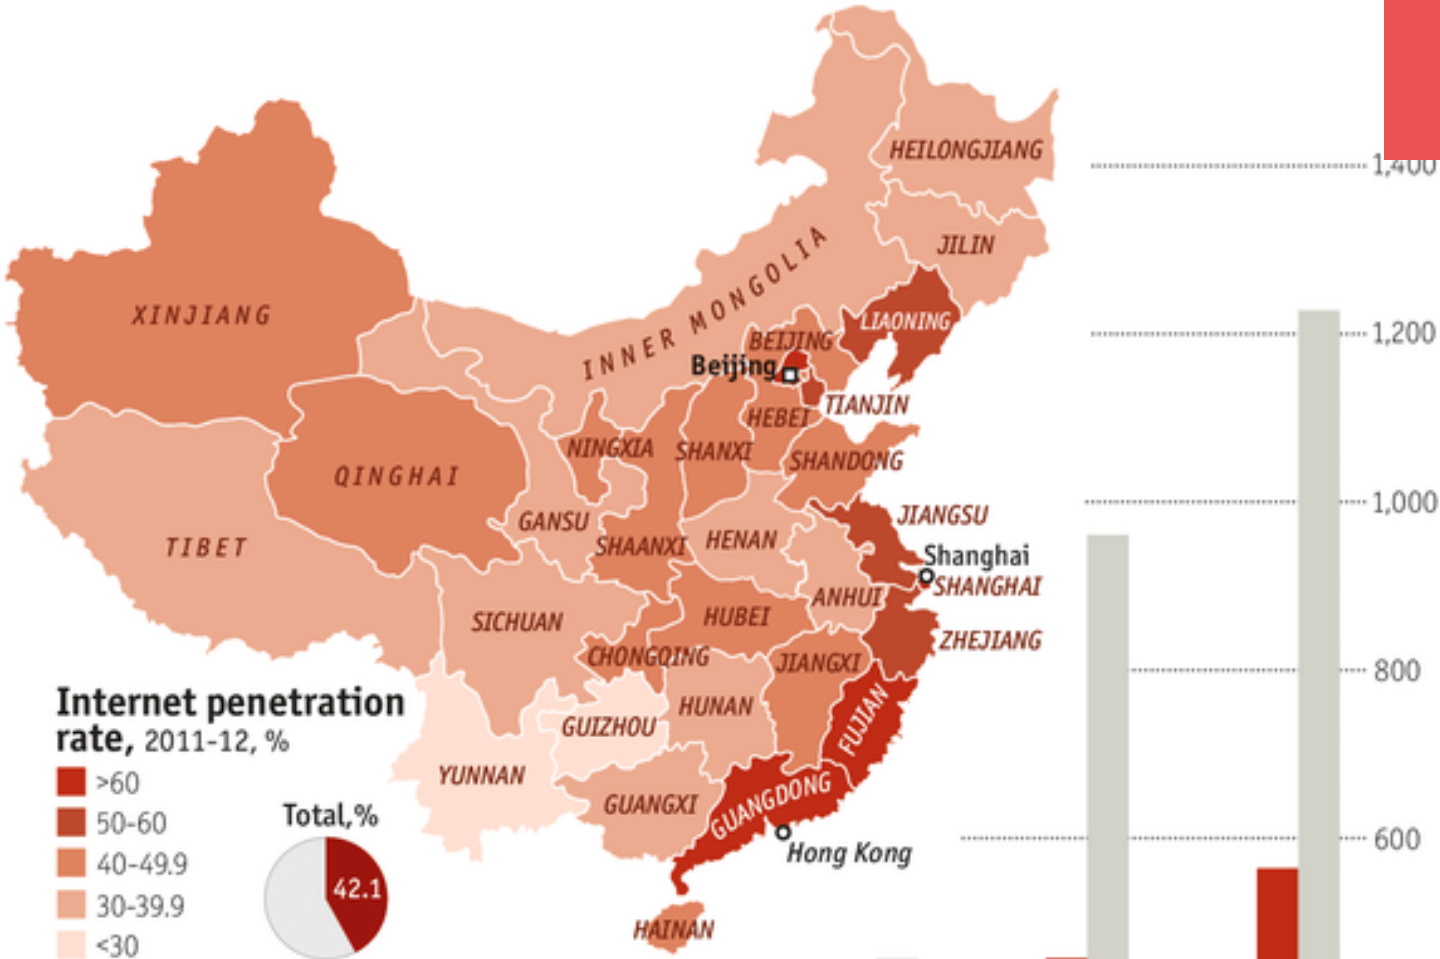 HEILONGJIANG
1,400
JILIN
INNER MONGOLIA
XINJIANG
LIAONING
1,200
BEIJING
Beijing
TIANJIN
HEBEI
NINGXIA
SHANXI
SHANDONG
QINGHAI
1,000
JIANGSU
GANSU
SHAANXI
HENAN
TIBET
Shanghai
SHANGHAI
ANHUI
SICHUAN
HUBEI
ZHEJIANG
CHONGQING
JIANGXI
800
Internet penetration
rate, 2011-12, %
>60
50-60
40-49.9
30-39.9
<30
Total,%
42.1
HUNAN
FUJIAN
GUIZHOU
YUNNAN
GUANGXI
GUANGDONG
600
Hong Kong
HAINAN